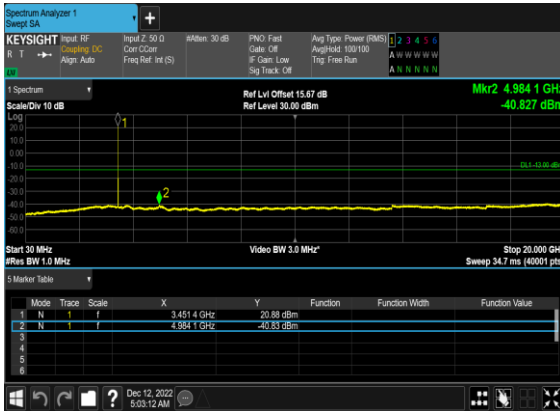 Spectrum Analyzer 1
Swept SA
+
KEYSIGHT
R T
LXI
Input: RF
Coupling: DC
Align: Auto
Input Z: 50 Ω
Corr CCorr
Freq Ref: Int (S)
#Atten: 30 dB
PNO: Fast
Gate: Off
IF Gain: Low
Sig Track: Off
Avg Type: Power (RMS)
Avg|Hold: 100/100
Trig: Free Run
1 2 3 4 5 6
A W W W W W
A N N N N N
1 Spectrum
Scale/Div 10 dB
Ref Lvl Offset 15.67 dB
Ref Level 30.00 dBm
Mkr2 4.984 1 GHz
-40.827 dBm
Log
20.0
10.0
0.00
-10.0
-20.0
-30.0
-40.0
-50.0
-60.0
1
2
DL1 -13.00 dBm
Start 30 MHz
#Res BW 1.0 MHz
Video BW 3.0 MHz*
Stop 20.000 GHz
Sweep 34.7 ms (40001 pts)
5 Marker Table
Mode Trace Scale X Y Function Function Width Function Value
1 N 1 f 3.451 4 GHz 20.88 dBm
2 N 1 f 4.984 1 GHz -40.83 dBm
3
4
5
6
?
Dec 12, 2022
5:03:12 AM